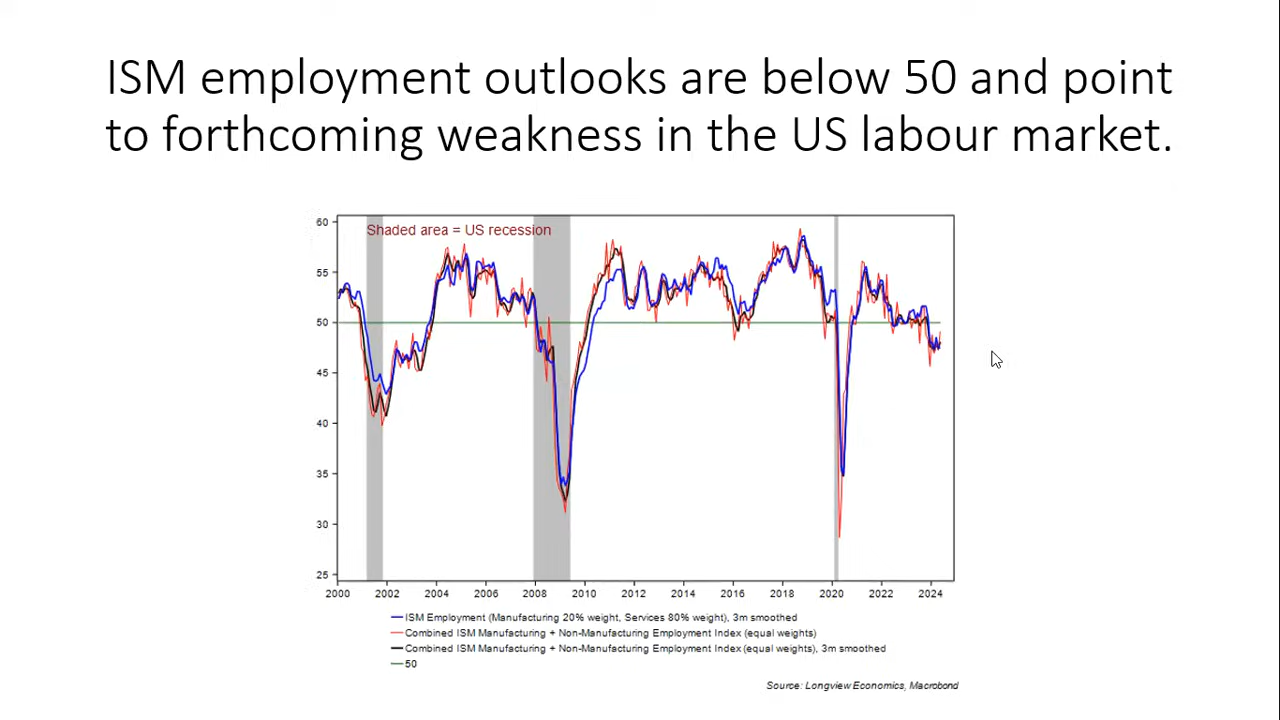 ISM employment outlooks are below 50 and point
to forthcoming weakness in the US labour market.
Shaded area = US recession
60
55
50
45
40
35
30
25
2000 2002 2004 2006 2008 2010 2012 2014 2016 2018 2020 2022 2024
ISM Employment (Manufacturing 20% weight, Services 80% weight), 3m smoothed
Combined ISM Manufacturing + Non-Manufacturing Employment Index (equal weights)
Combined ISM Manufacturing + Non-Manufacturing Employment Index (equal weights), 3m smoothed
50
Source: Longview Economics, Macrobond